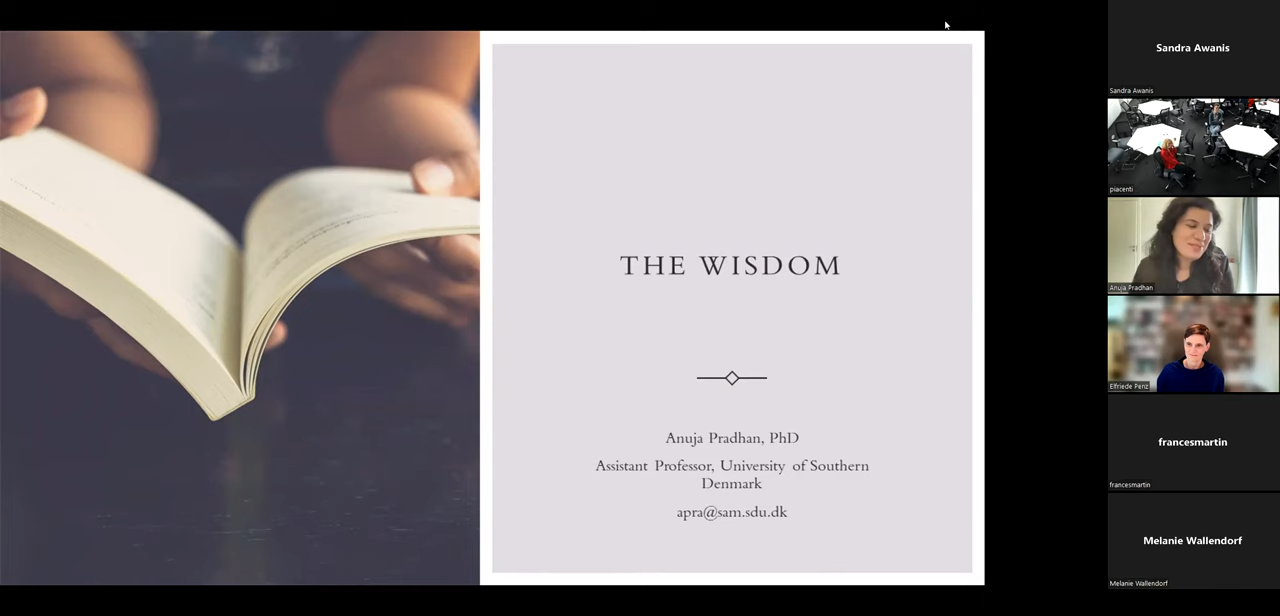 THE WISDOM
Anuja Pradhan, PhD
Assistant Professor, University of Southern
Denmark
apra@sam.sdu.dk
Sandra Awanis
Sandra Awanis
piacenti
Anuja Pradhan
Elfriede Penz
francesmartin
francesmartin
Melanie Wallendorf
Melanie Wallendorf